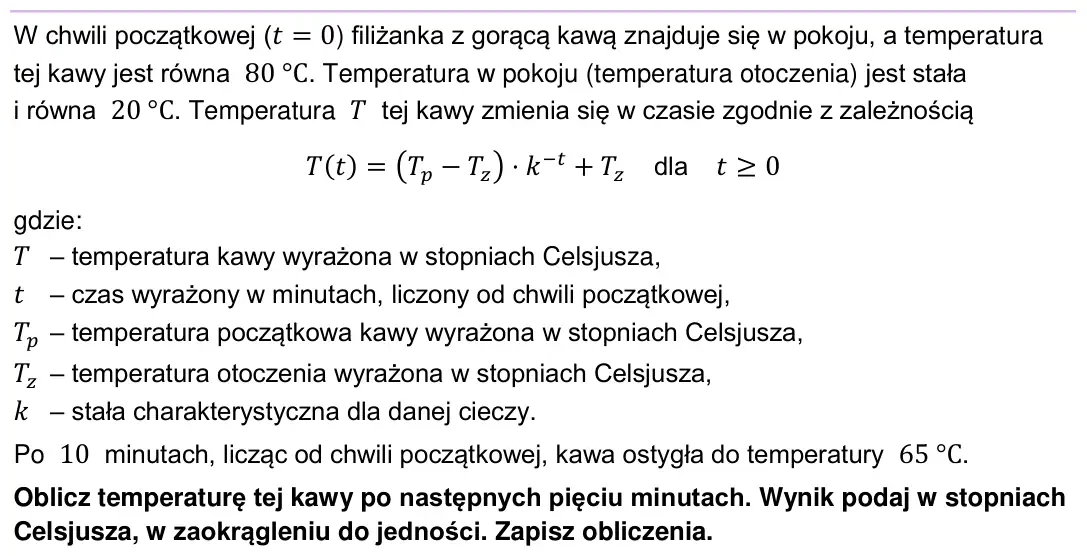 W chwili początkowej (t = 0) filiżanka z gorącą kawą znajduje się w pokoju, a temperatura
tej kawy jest równa 80 °C. Temperatura w pokoju (temperatura otoczenia) jest stała
i równa 20 °C. Temperatura T tej kawy zmienia się w czasie zgodnie z zależnością
T(t) = (Tₚ − T_z) · k⁻ᵗ + T_z dla t ≥ 0
gdzie:
T – temperatura kawy wyrażona w stopniach Celsjusza,
t – czas wyrażony w minutach, liczony od chwili początkowej,
Tₚ – temperatura początkowa kawy wyrażona w stopniach Celsjusza,
T_z – temperatura otoczenia wyrażona w stopniach Celsjusza,
k – stała charakterystyczna dla danej cieczy.
Po 10 minutach, licząc od chwili początkowej, kawa ostygła do temperatury 65 °C.
Oblicz temperaturę tej kawy po następnych pięciu minutach. Wynik podaj w stopniach
Celsjusza, w zaokrągleniu do jedności. Zapisz obliczenia.